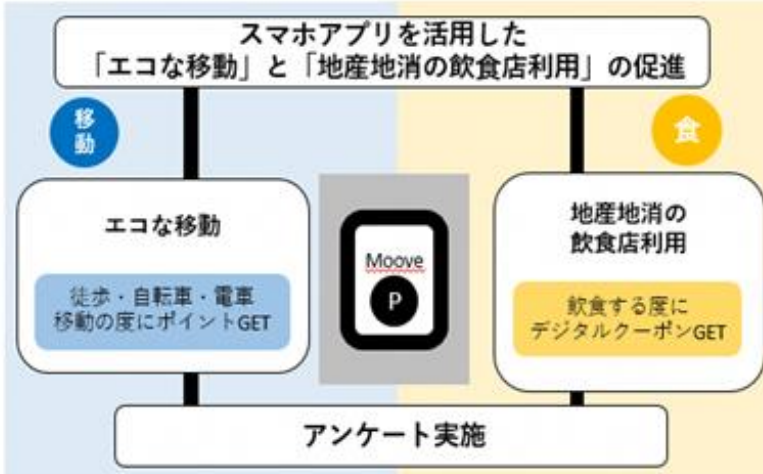 スマホアプリを活用した
「エコな移動」と「地産地消の飲食店利用」の促進
移動
食
エコな移動
徒歩・自転車・電車
移動の度にポイントGET
Moove
P
地産地消の
飲食店利用
飲食する度に
デジタルクーポンGET
アンケート実施